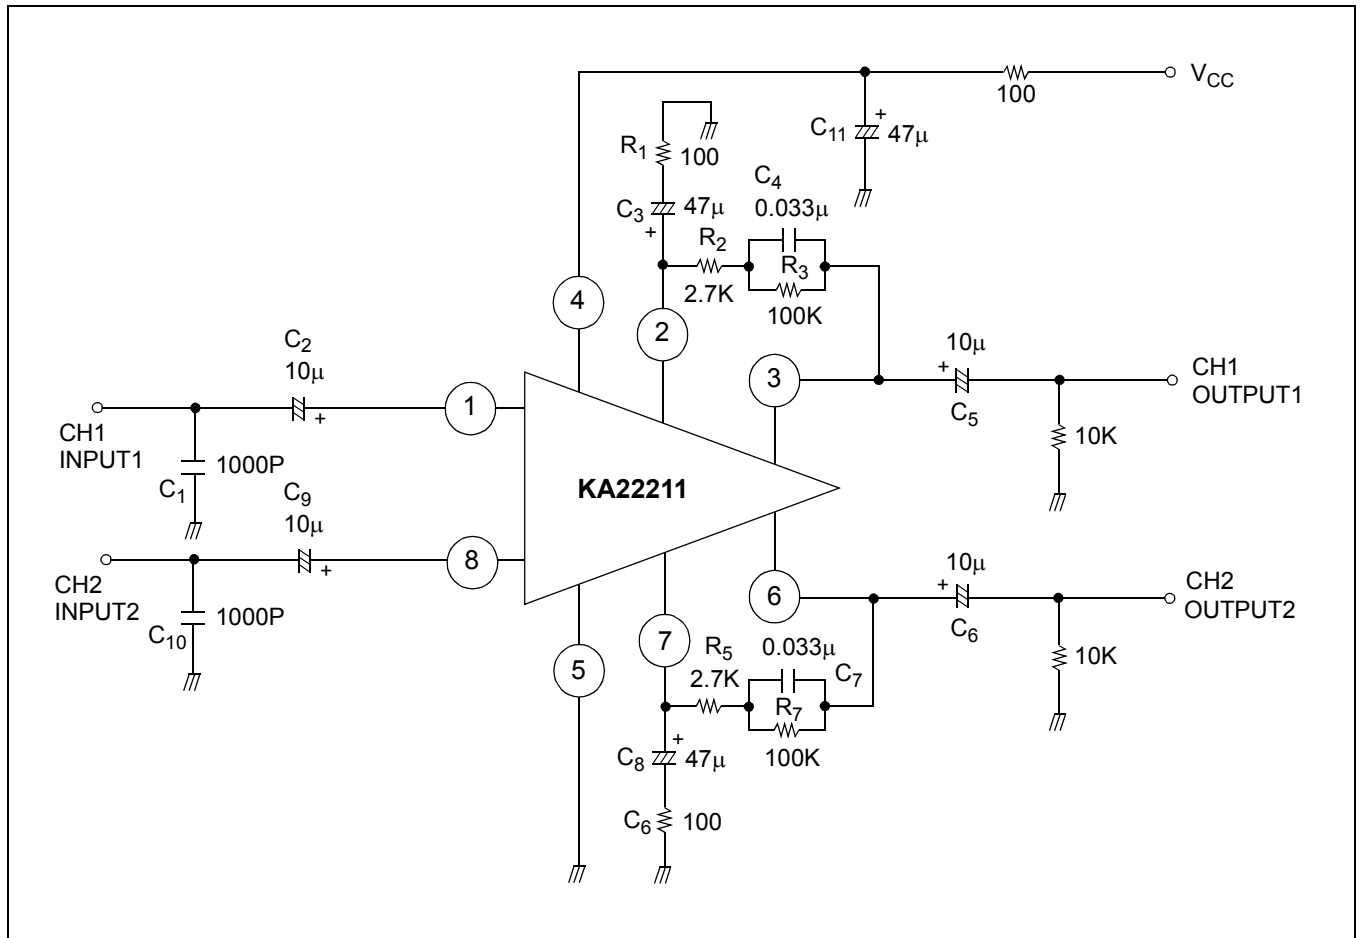 VCC
100
C11
+
47µ
R1
100
C4
0.033µ
C3
47µ
+
R2
2.7K
R3
100K
4
2
C2
10µ
+
1
3
10µ
+
C5
CH1
OUTPUT1
CH1
INPUT1
1000P
C1
10K
KA22211
C9
10µ
+
8
CH2
INPUT2
1000P
C10
6
10µ
+
C6
CH2
OUTPUT2
10K
7
5
R5
2.7K
0.033µ
C7
R7
100K
C8
+
47µ
C6
100